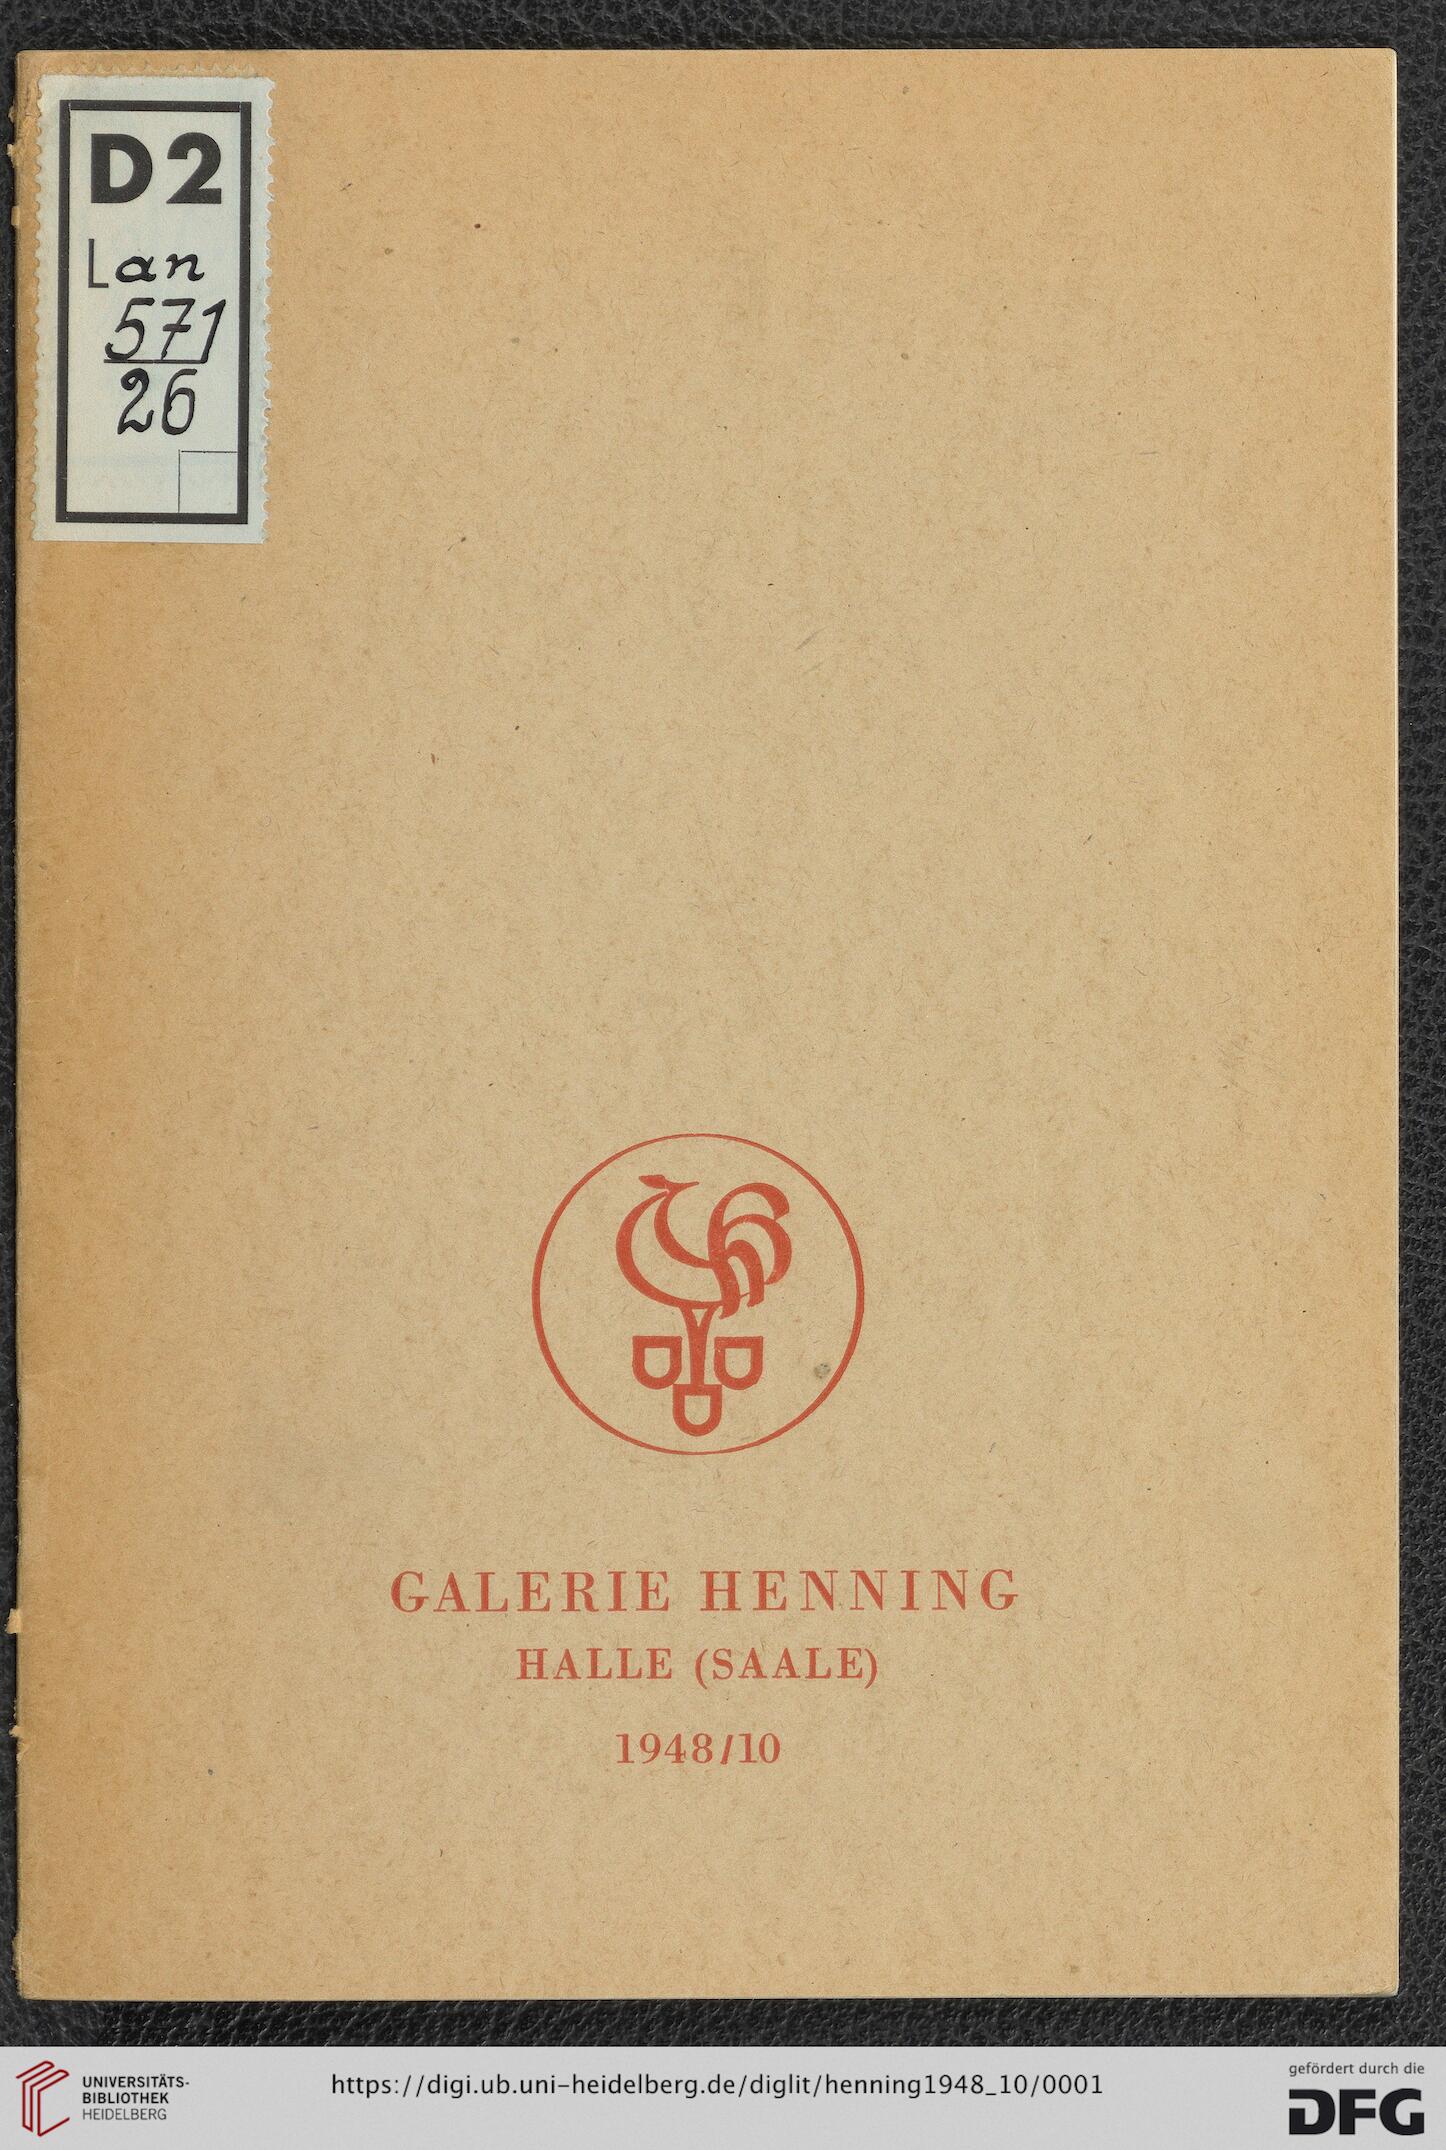 D2
Lan
571
26
GALERIE HENNING
HALLE (SAALE)
1948/10
UNIVERSITÄTS-
BIBLIOTHEK
HEIDELBERG
https://digi.ub.uni-heidelberg.de/diglit/henning1948_10/0001
gefördert durch die
DFG